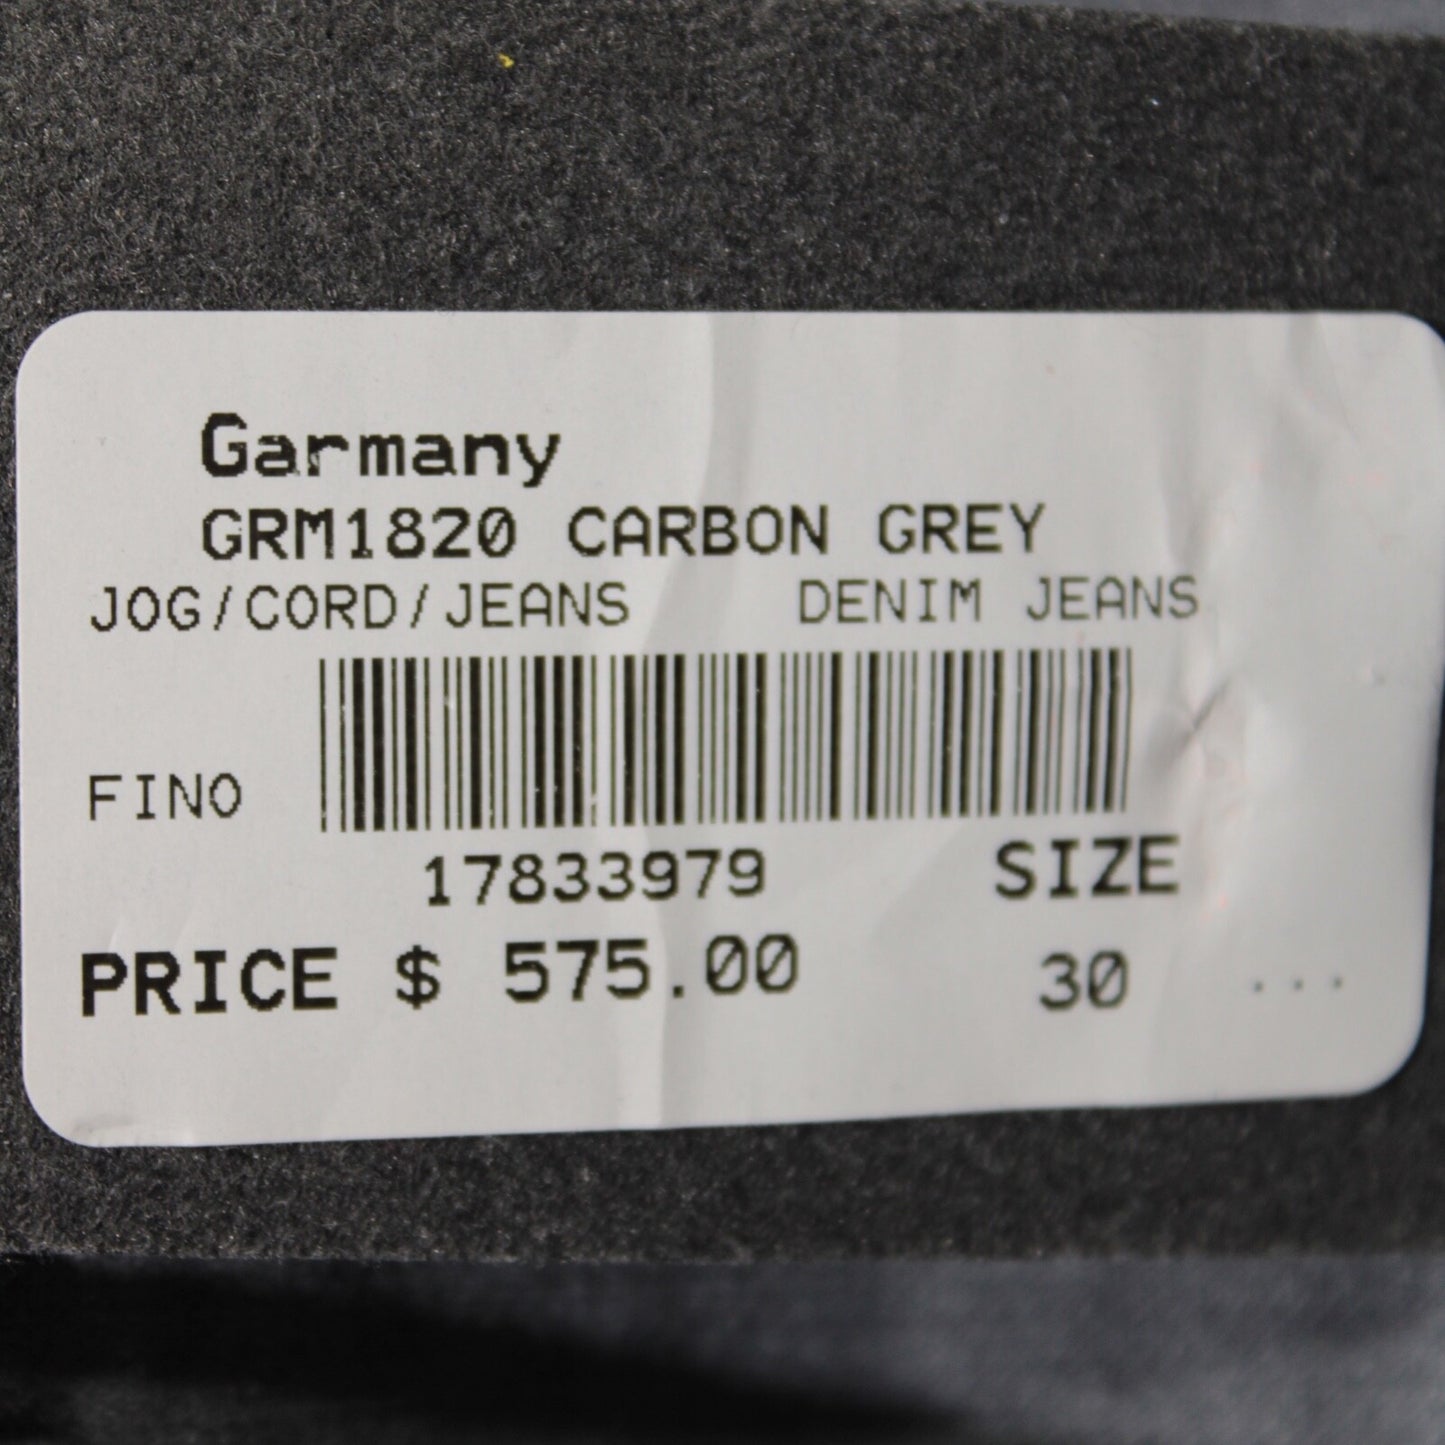 Garmany
GRM1820 CARBON GREY
JOG/CORD/JEANS DENIM JEANS
FINO
17833979 SIZE
PRICE $ 575.00 30 ...